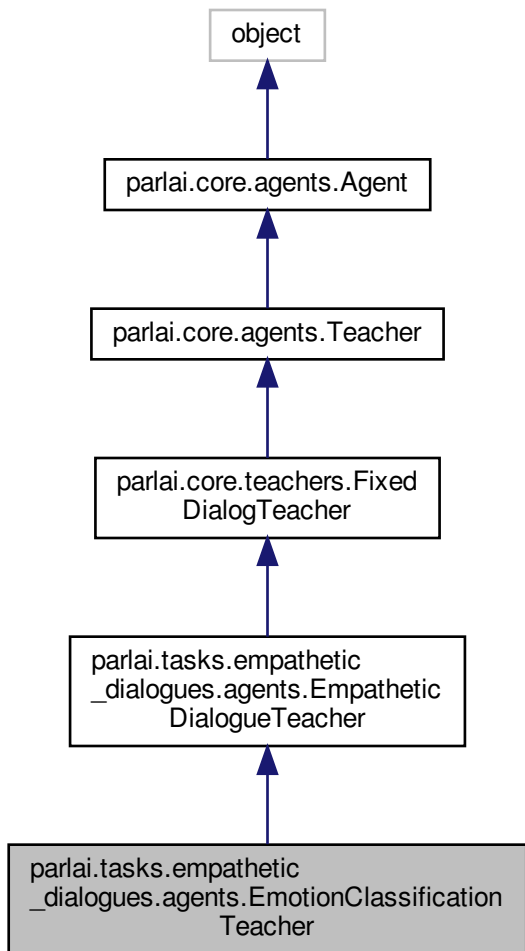 object
parlai.core.agents.Agent
parlai.core.agents.Teacher
parlai.core.teachers.Fixed
DialogTeacher
parlai.tasks.empathetic
_dialogues.agents.Empathetic
DialogueTeacher
parlai.tasks.empathetic
_dialogues.agents.EmotionClassification
Teacher